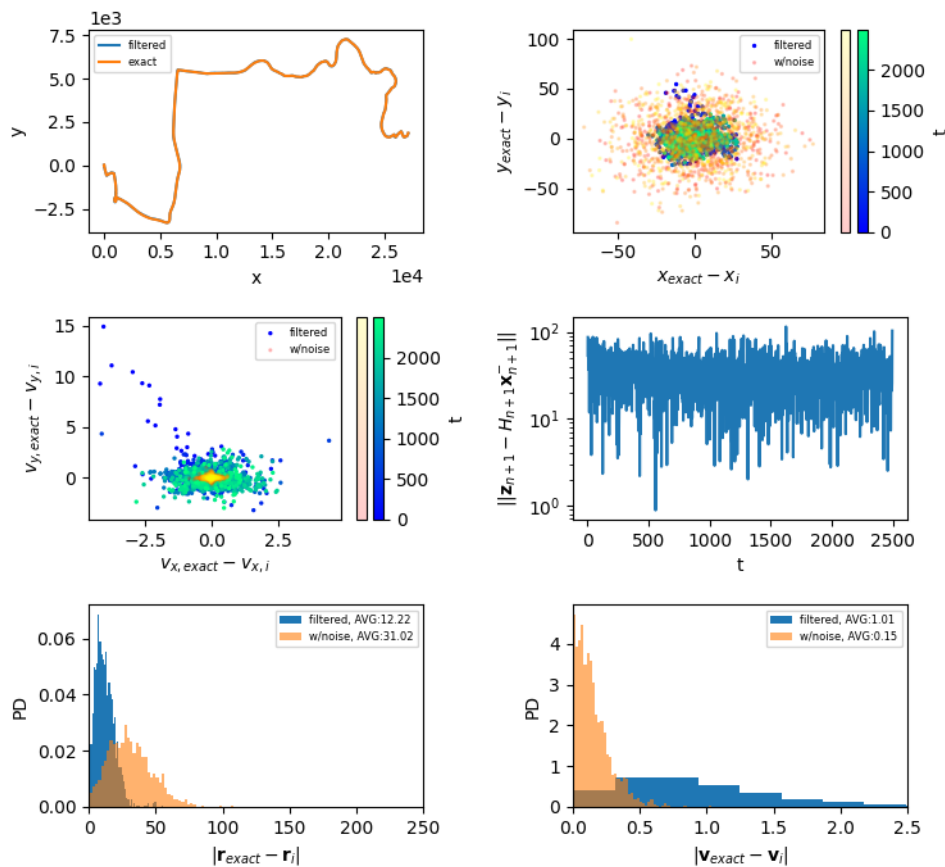 1e3
7.5
5.0
2.5
0.0
−2.5
y
filtered
exact
0.0 0.5 1.0 1.5 2.0 2.5
1e4
x
100
50
0
−50
y_exact − y_i
filtered
w/noise
−50 0 50
x_exact − x_i
2000
1500
1000
500
0
t
15
10
5
0
v_y,exact − v_y,i
filtered
w/noise
−2.5 0.0 2.5
v_x,exact − v_x,i
2000
1500
1000
500
0
t
10²
10¹
10⁰
||z_n+1 − H_n+1 x⁻_n+1||
0 500 1000 1500 2000 2500
t
0.06
0.04
0.02
0.00
PD
filtered, AVG:12.22
w/noise, AVG:31.02
0 50 100 150 200 250
|r_exact − r_i|
4
3
2
1
0
PD
filtered, AVG:1.01
w/noise, AVG:0.15
0.0 0.5 1.0 1.5 2.0 2.5
|v_exact − v_i|